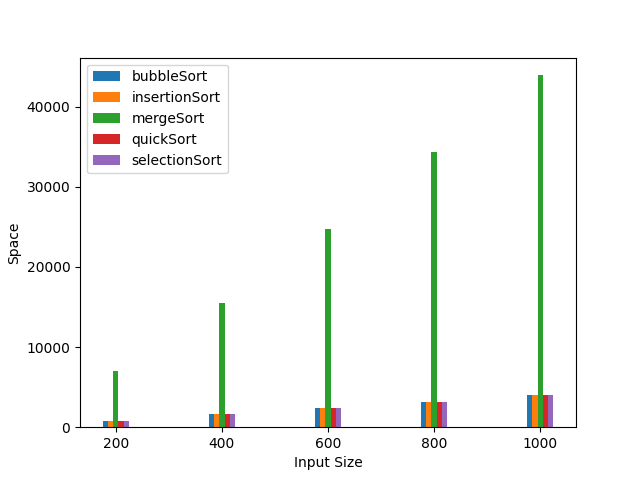 bubbleSort
insertionSort
mergeSort
quickSort
selectionSort
40000
30000
20000
10000
0
Space
200 400 600 800 1000
Input Size